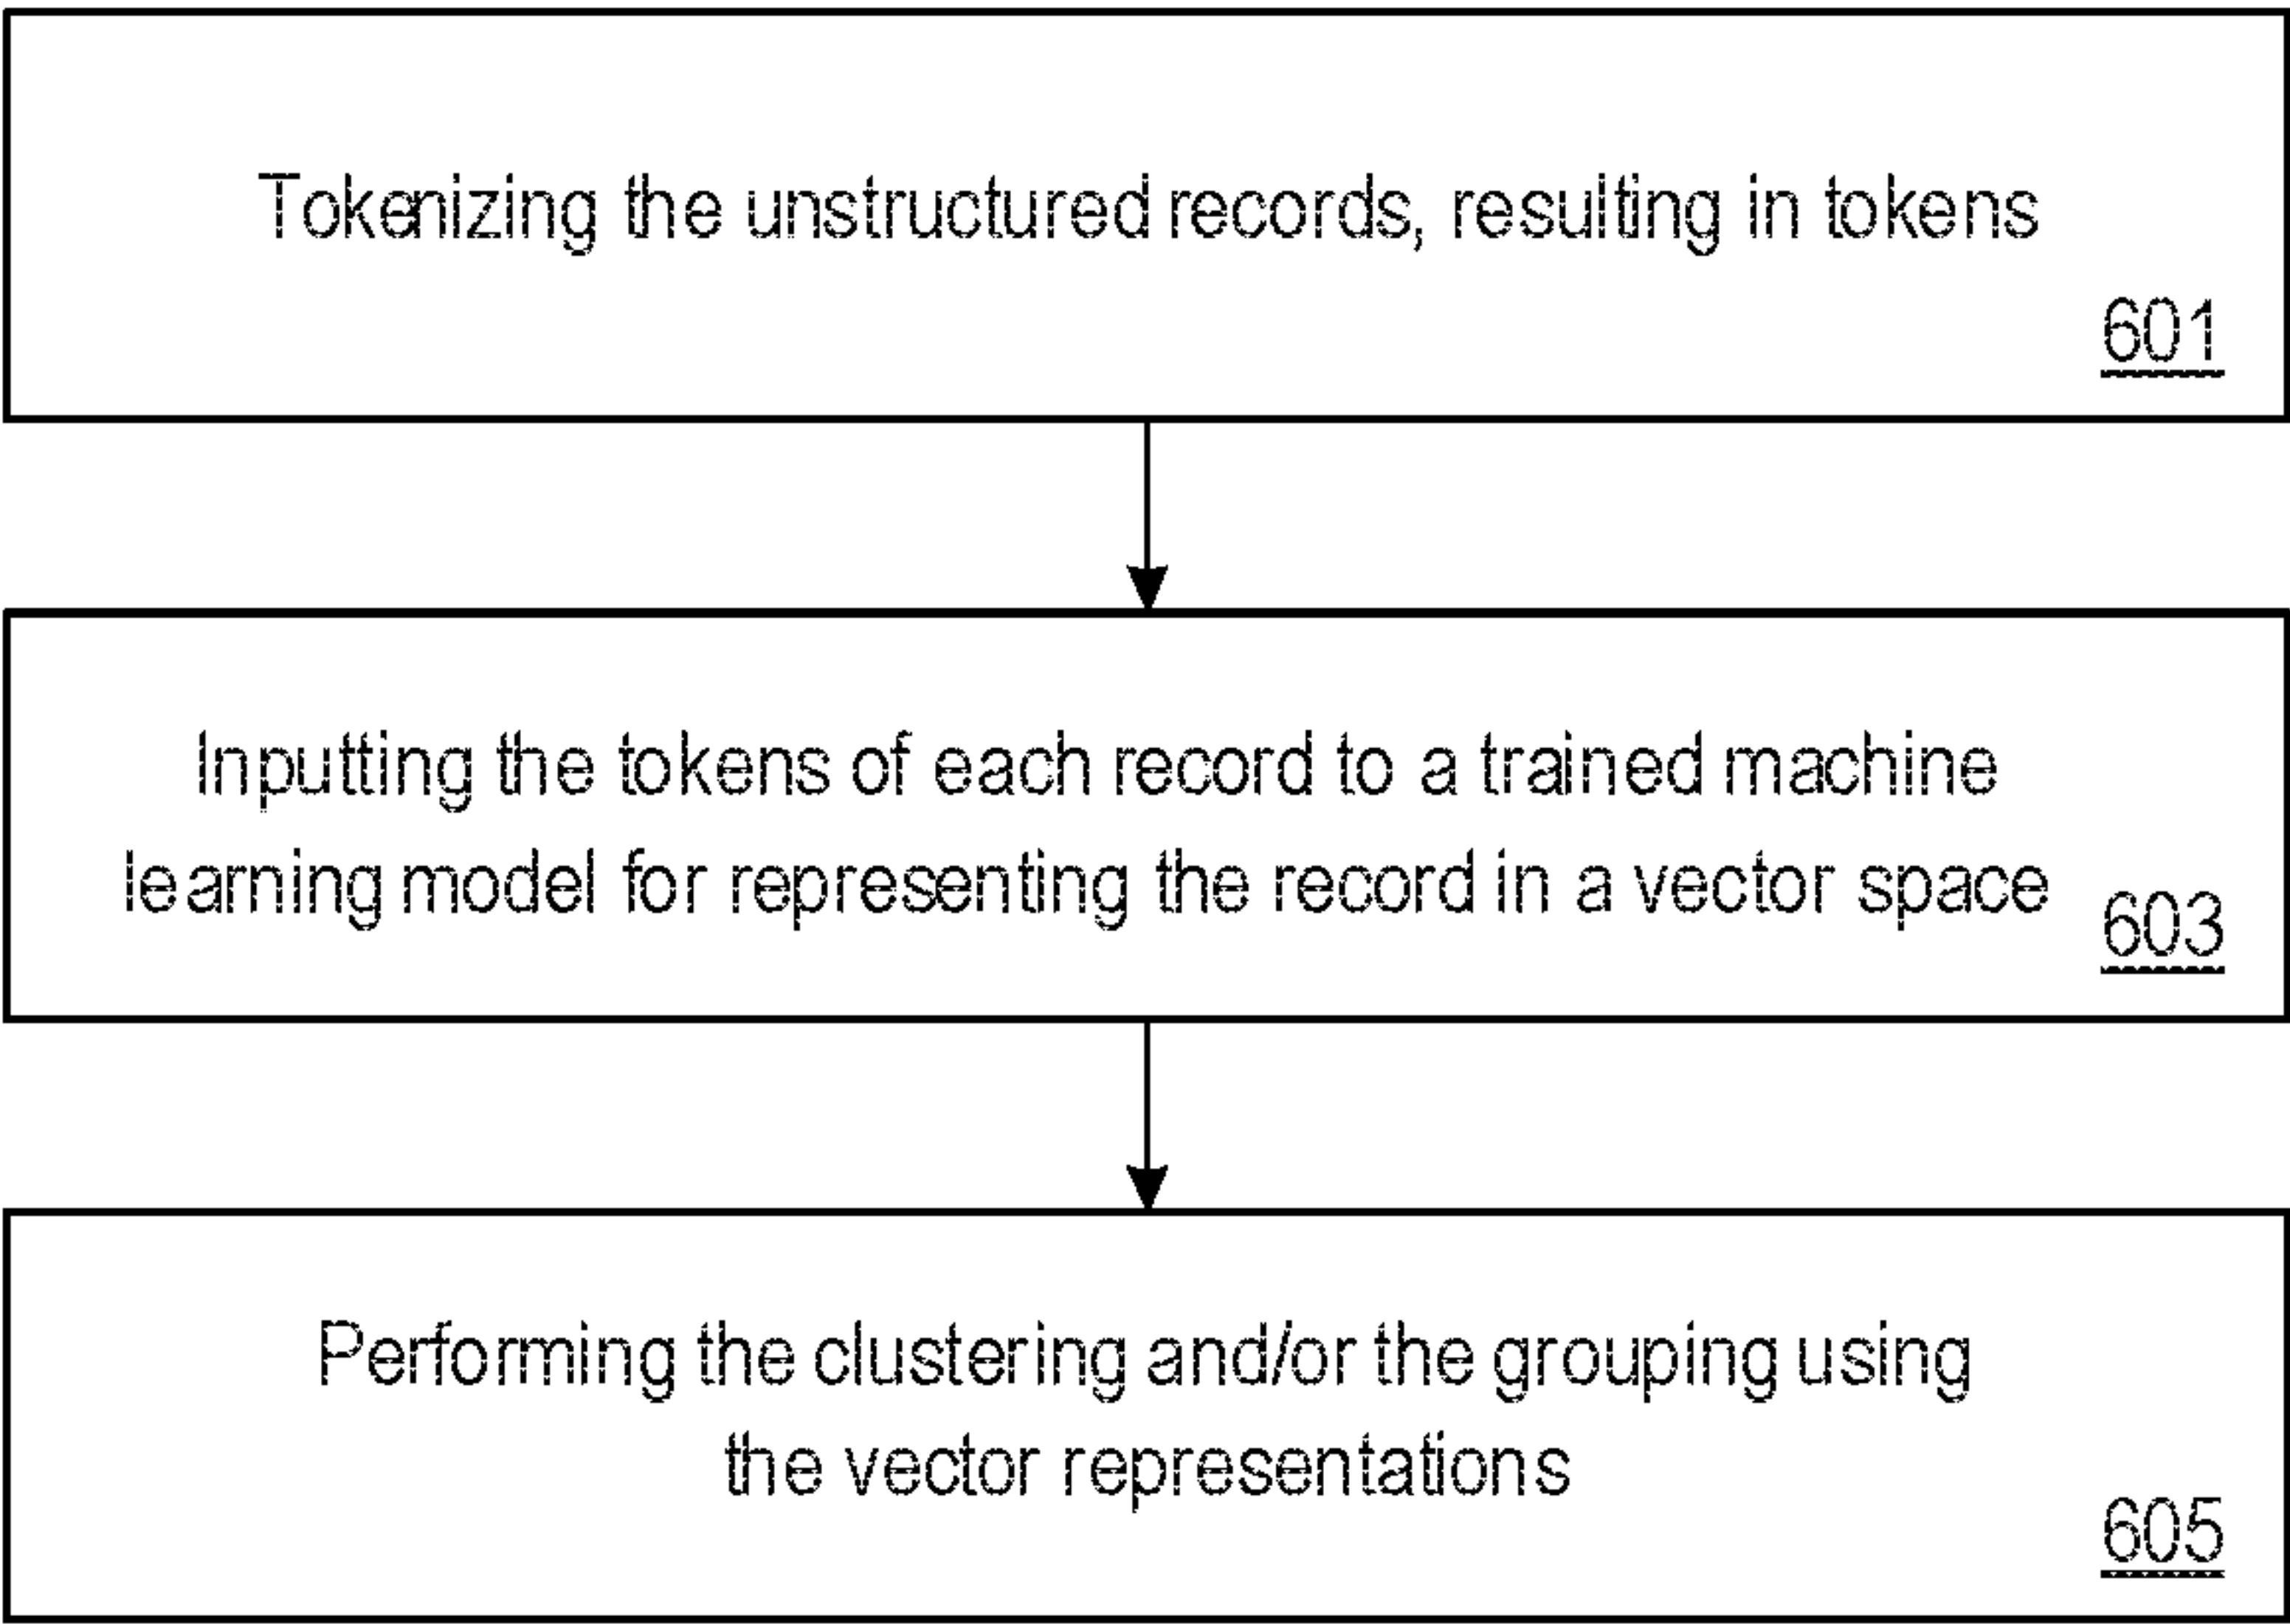 Tokenizing the unstructured records, resulting in tokens
601
Inputting the tokens of each record to a trained machine
learning model for representing the record in a vector space
603
Performing the clustering and/or the grouping using
the vector representations
605